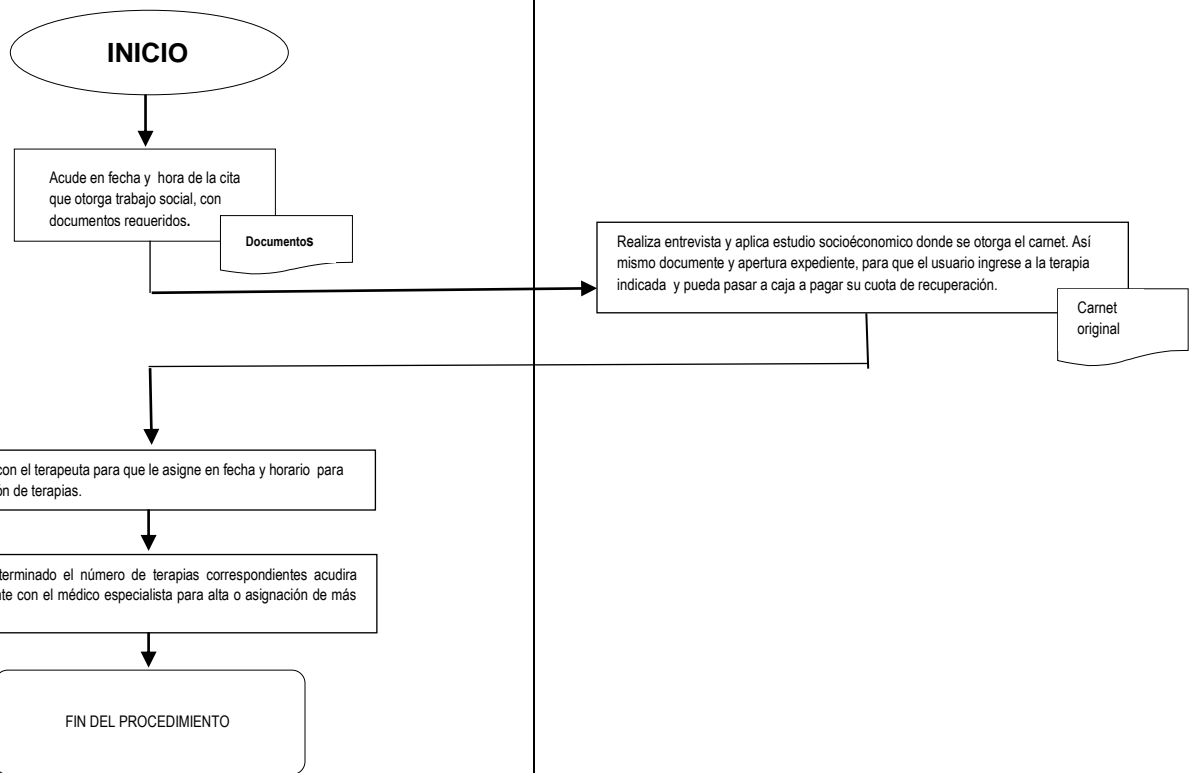 INICIO
Acude en fecha y hora de la cita
que otorga trabajo social, con
documentos requeridos.
Documentos
Realiza entrevista y aplica estudio socioéconomico donde se otorga el carnet. Así
mismo documente y apertura expediente, para que el usuario ingrese a la terapia
indicada y pueda pasar a caja a pagar su cuota de recuperación.
Carnet
original
con el terapeuta para que le asigne en fecha y horario para
de terapias.
el número de terapias correspondientes acudira
con el médico especialista para alta o asignación de más
FIN DEL PROCEDIMIENTO